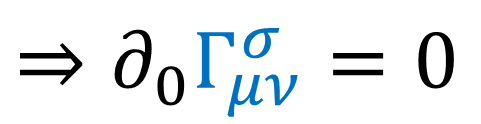 ⇒ ∂₀Γ^σ_μν = 0